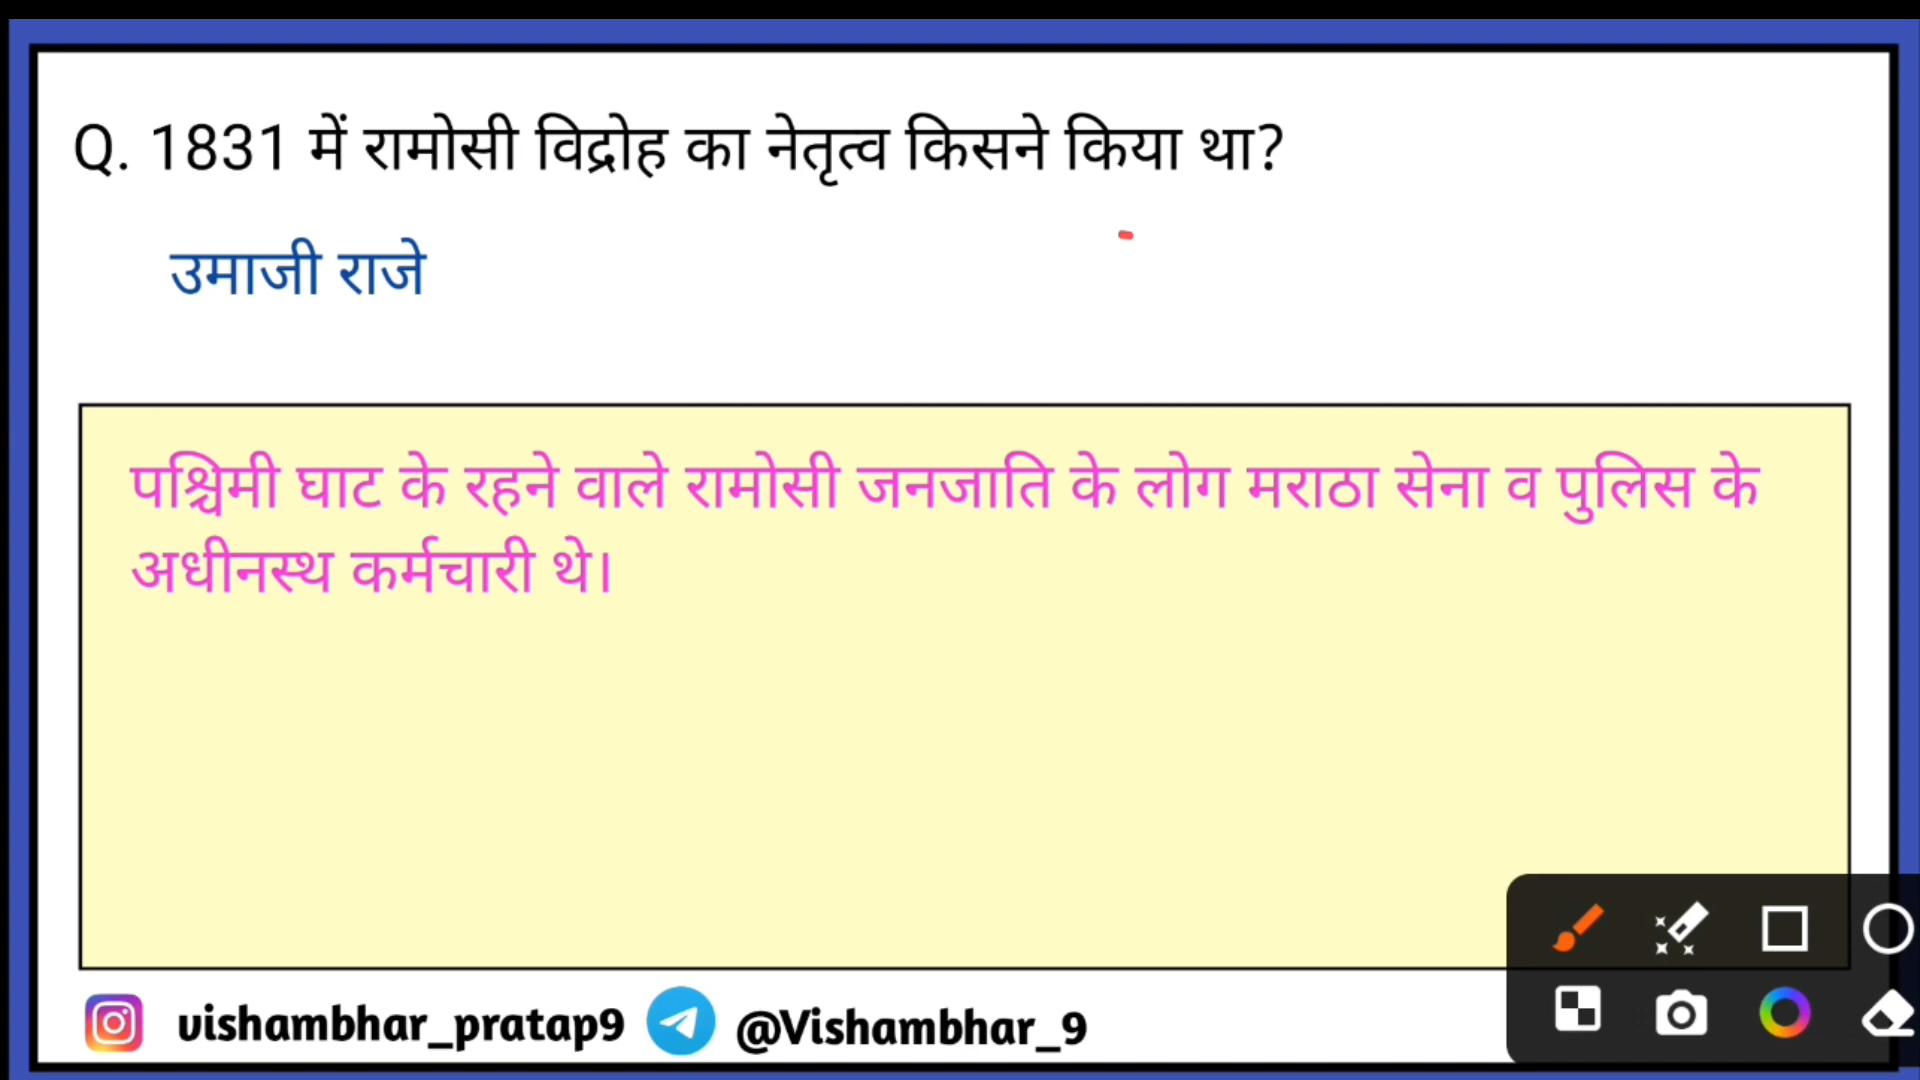 Q. 1831 में रामोसी विद्रोह का नेतृत्व किसने किया था?
उमाजी राजे
पश्चिमी घाट के रहने वाले रामोसी जनजाति के लोग मराठा सेना व पुलिस के
अधीनस्थ कर्मचारी थे।
vishambhar_pratap9 @Vishambhar_9